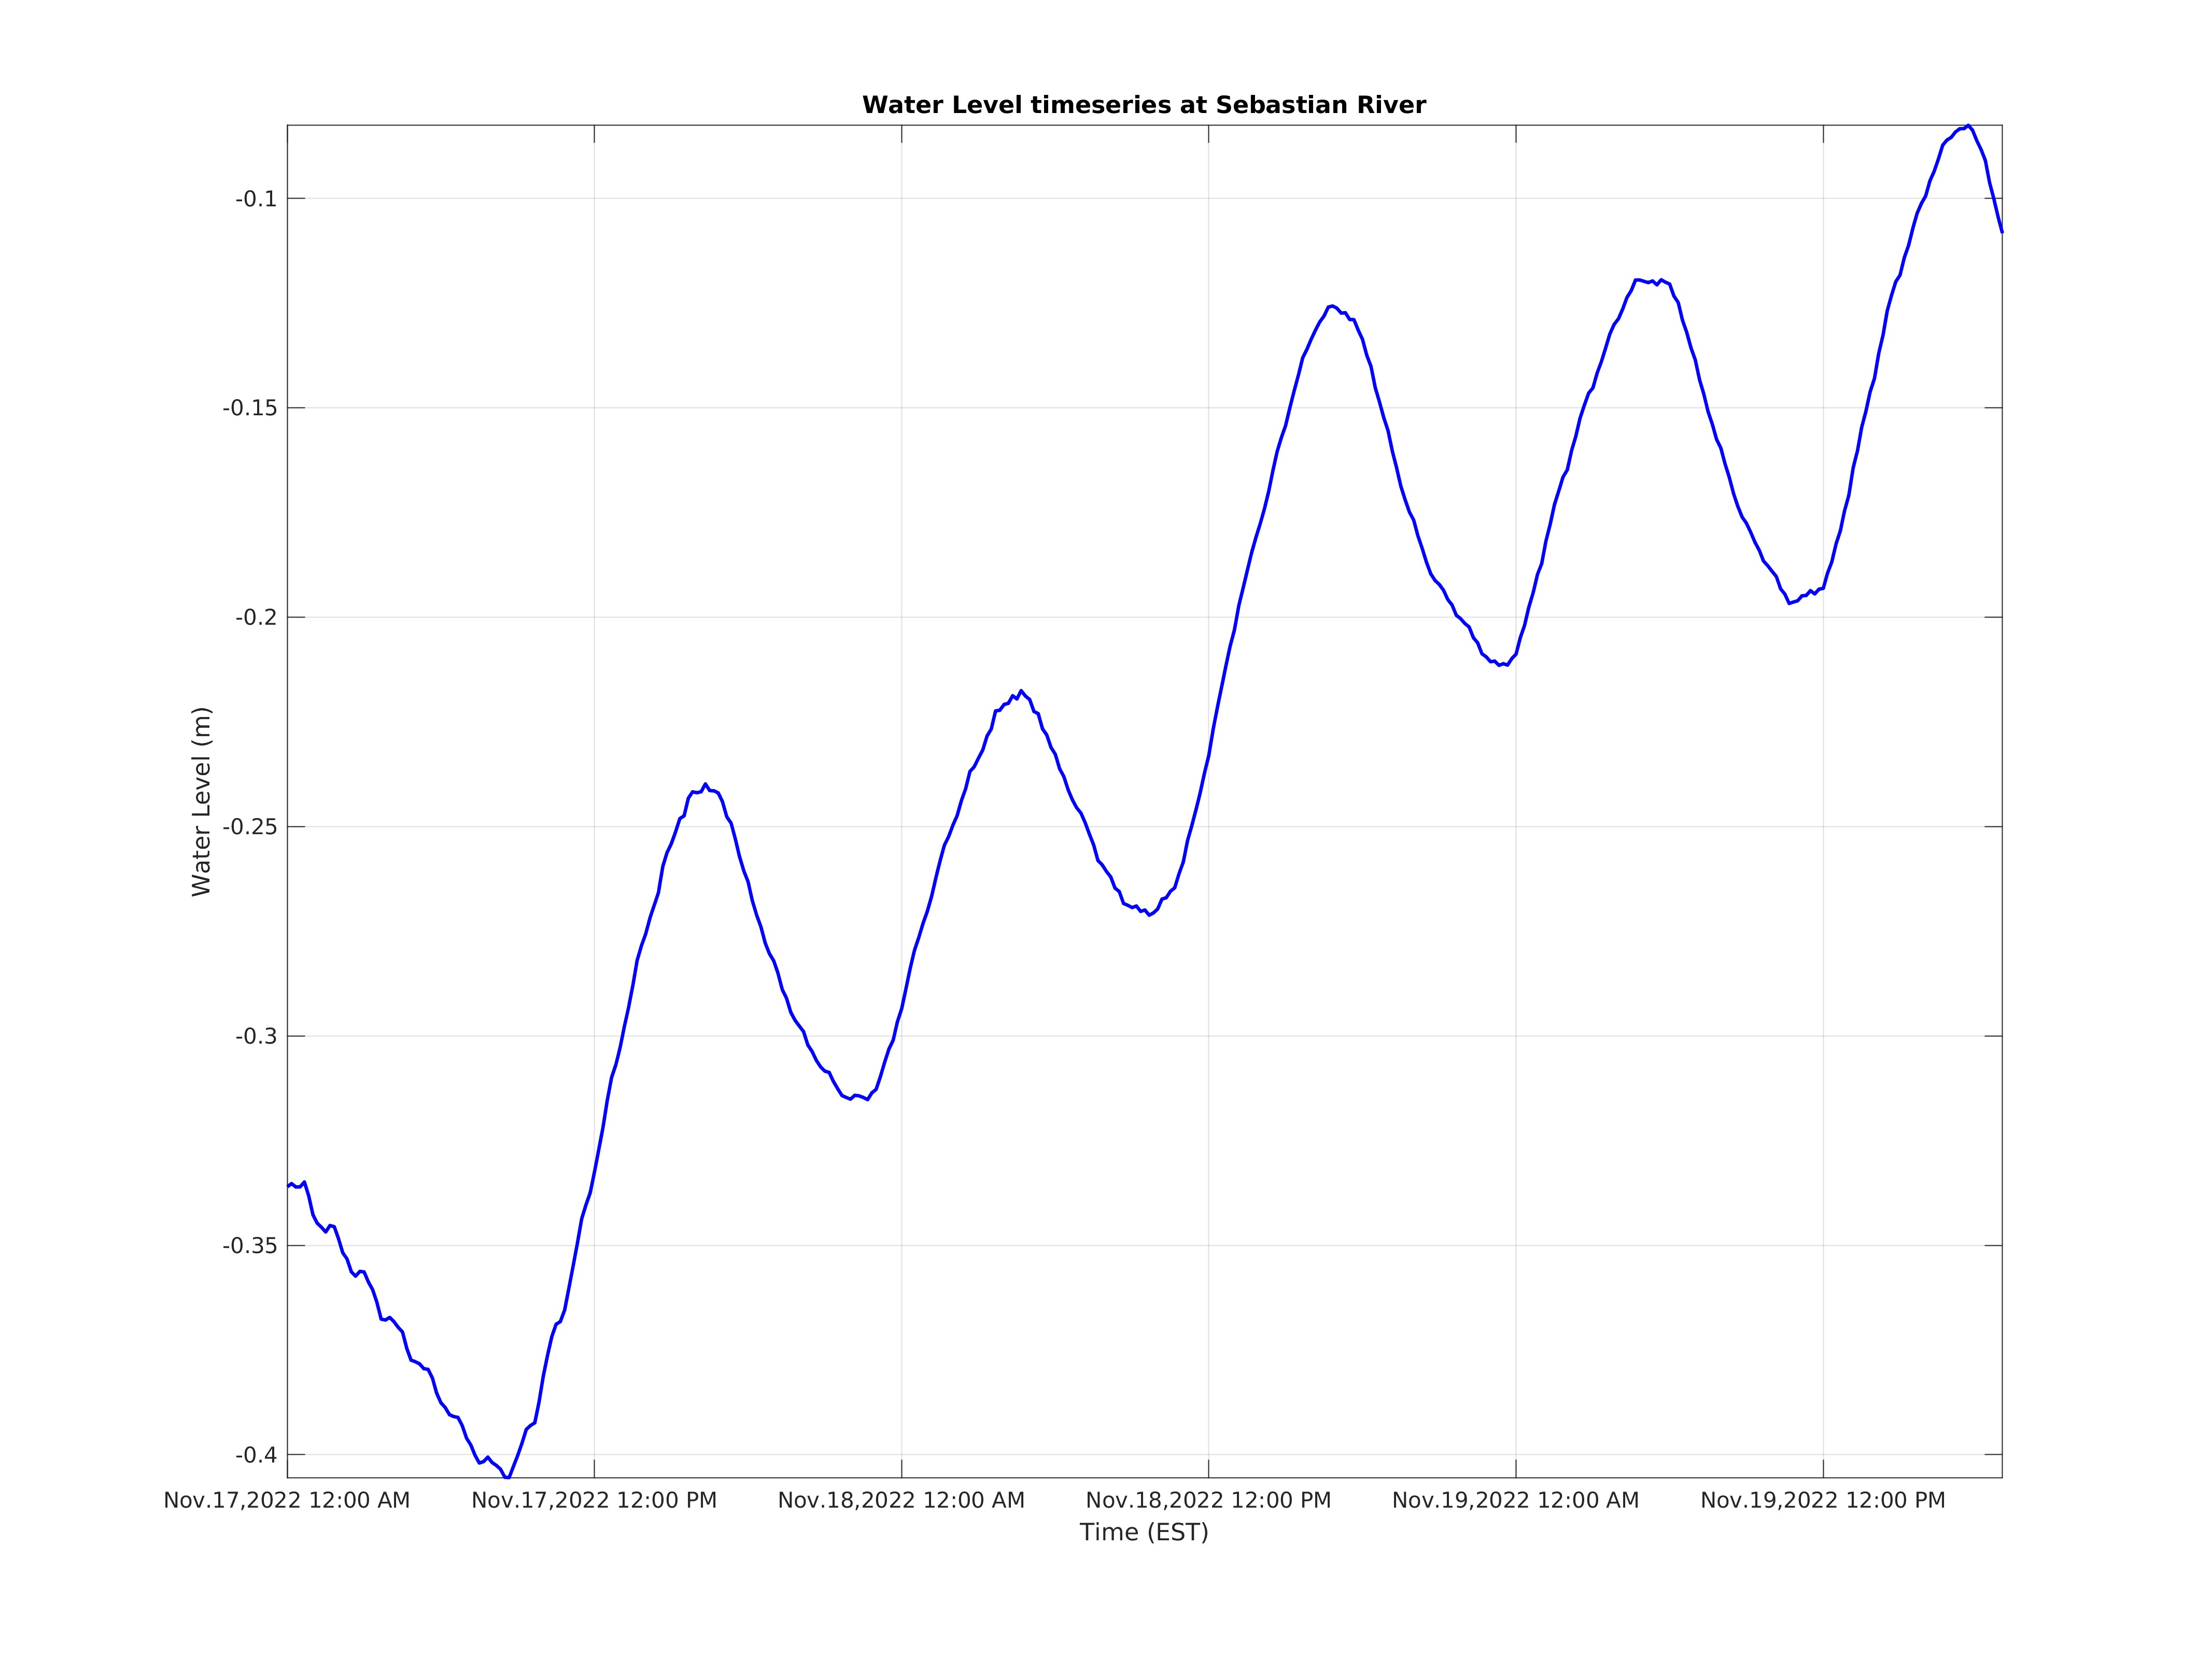 Water Level timeseries at Sebastian River
Water Level (m)
-0.1
-0.15
-0.2
-0.25
-0.3
-0.35
-0.4
Nov.17,2022 12:00 AM Nov.17,2022 12:00 PM Nov.18,2022 12:00 AM Nov.18,2022 12:00 PM Nov.19,2022 12:00 AM Nov.19,2022 12:00 PM
Time (EST)